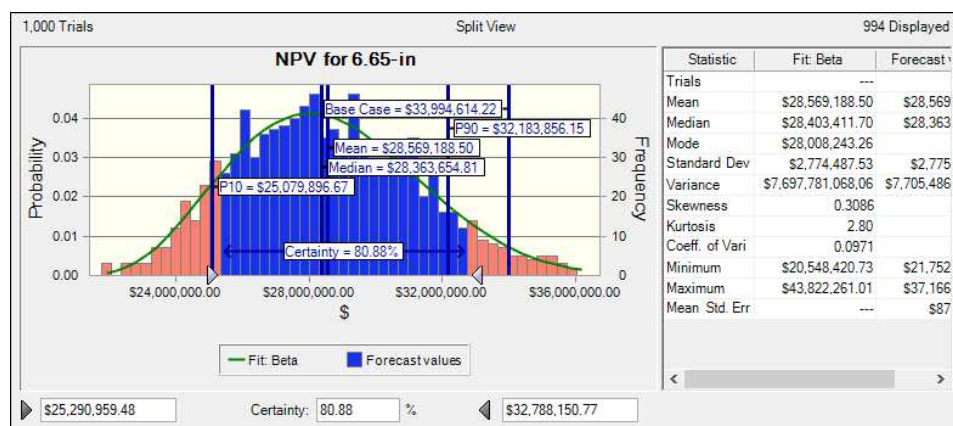 1,000 Trials Split View 994 Displayed
NPV for 6.65-in
Base Case = $33,994,614.22
P90 = $32,183,856.15
Mean = $28,569,188.50
Median = $28,363,654.81
P10 = $25,079,896.67
Certainty = 80.88%
Probability
0.04
0.03
0.02
0.01
0.00
Frequency
40
30
20
10
0
$24,000,000.00 $28,000,000.00 $32,000,000.00 $36,000,000.00
$
Fit: Beta Forecast values
Statistic Fit: Beta Forecast v
Trials ---
Mean $28,569,188.50 $28,569
Median $28,403,411.70 $28,363
Mode $28,008,243.26
Standard Dev $2,774,487.53 $2,775
Variance $7,697,781,068,06 $7,705,486
Skewness 0.3086
Kurtosis 2.80
Coeff. of Vari 0.0971
Minimum $20,548,420.73 $21,752
Maximum $43,822,261.01 $37,166
Mean Std. Err --- $87
$25,290,959.48 Certainty: 80.88 % $32,788,150.77